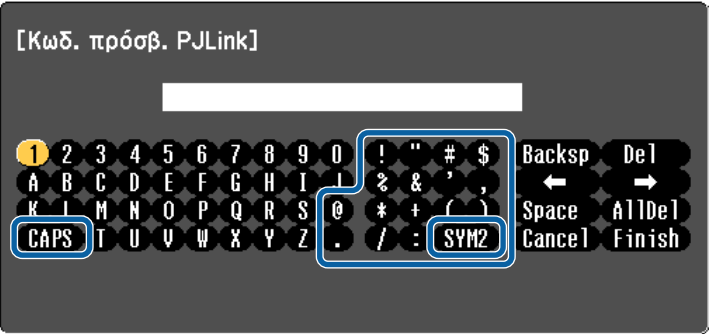 [Κωδ. πρόσβ. PJLink]
1 2 3 4 5 6 7 8 9 0 ! " # $ Backsp Del
A B C D E F G H I J % & ' , ← →
K L M N O P Q R S @ * + ( ) Space AllDel
CAPS T U V W X Y Z . / : SYM2 Cancel Finish